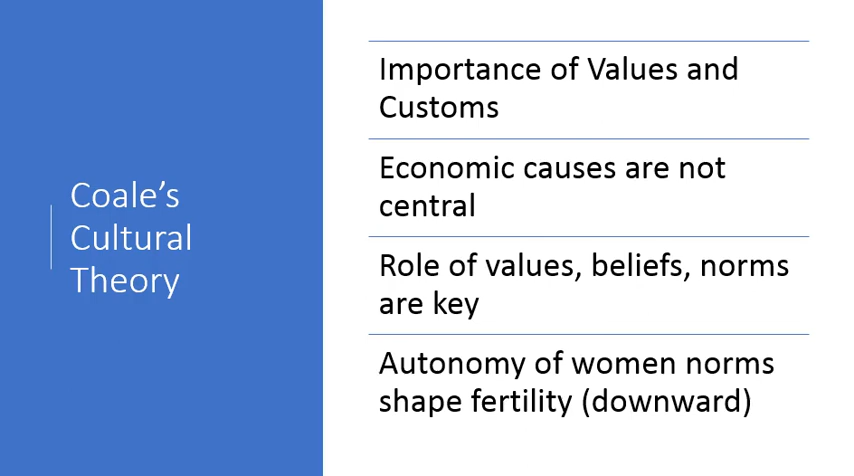 Coale's
Cultural
Theory
Importance of Values and
Customs
Economic causes are not
central
Role of values, beliefs, norms
are key
Autonomy of women norms
shape fertility (downward)